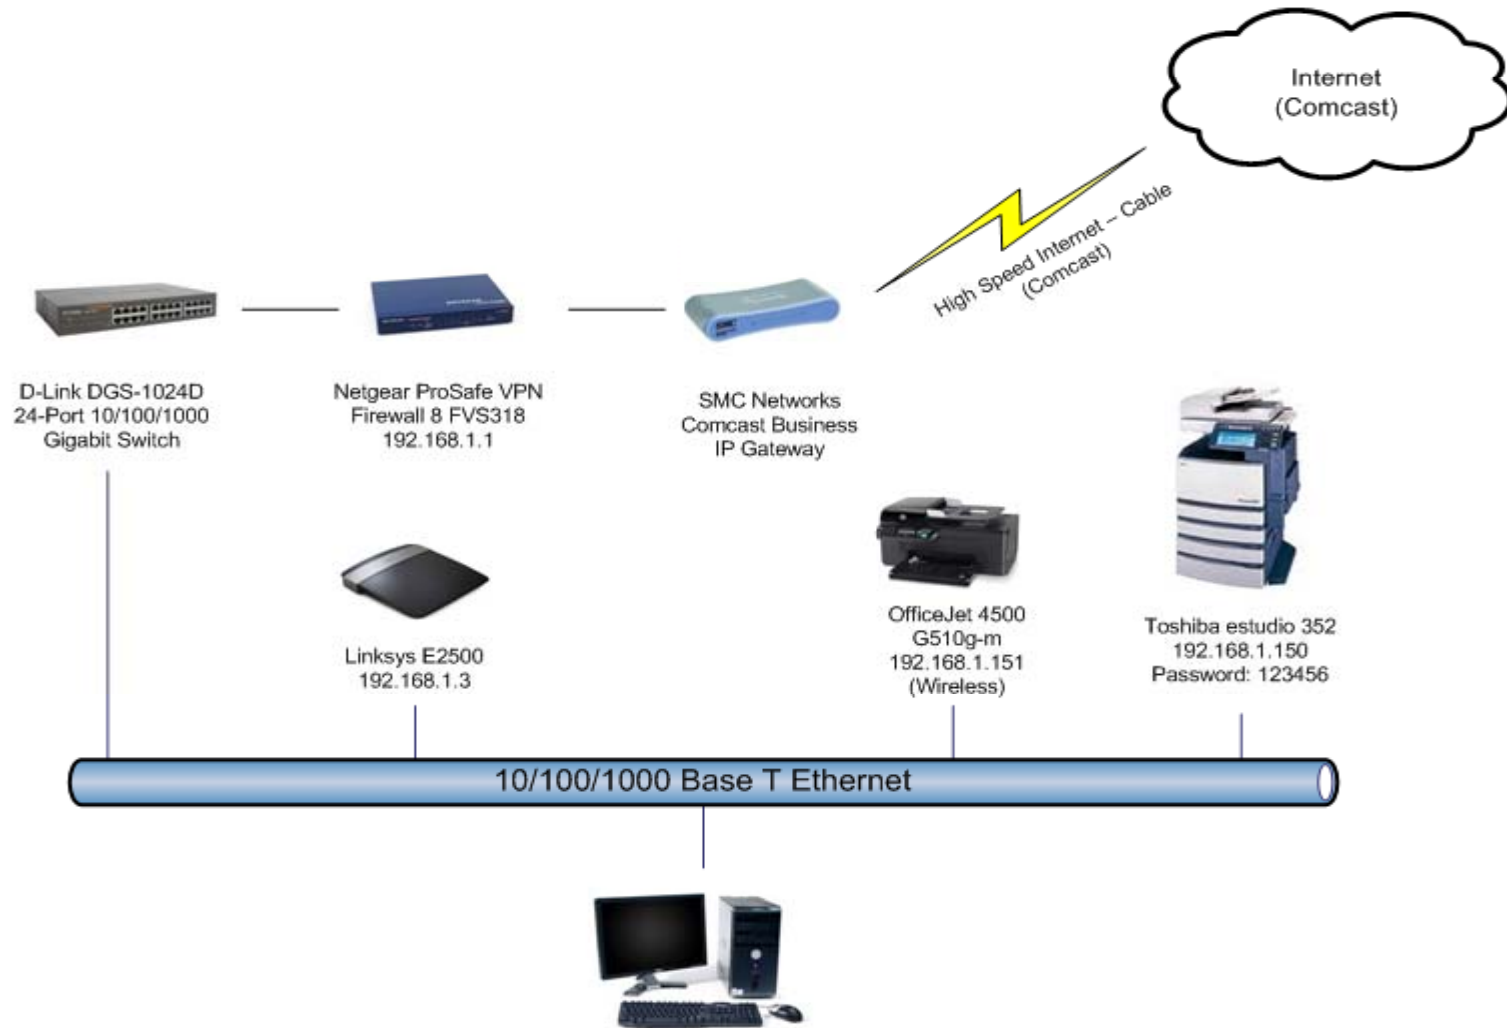 Internet
(Comcast)
High Speed Internet – Cable
(Comcast)
D-Link DGS-1024D
24-Port 10/100/1000
Gigabit Switch
Netgear ProSafe VPN
Firewall 8 FVS318
192.168.1.1
SMC Networks
Comcast Business
IP Gateway
Linksys E2500
192.168.1.3
OfficeJet 4500
G510g-m
192.168.1.151
(Wireless)
Toshiba estudio 352
192.168.1.150
Password: 123456
10/100/1000 Base T Ethernet